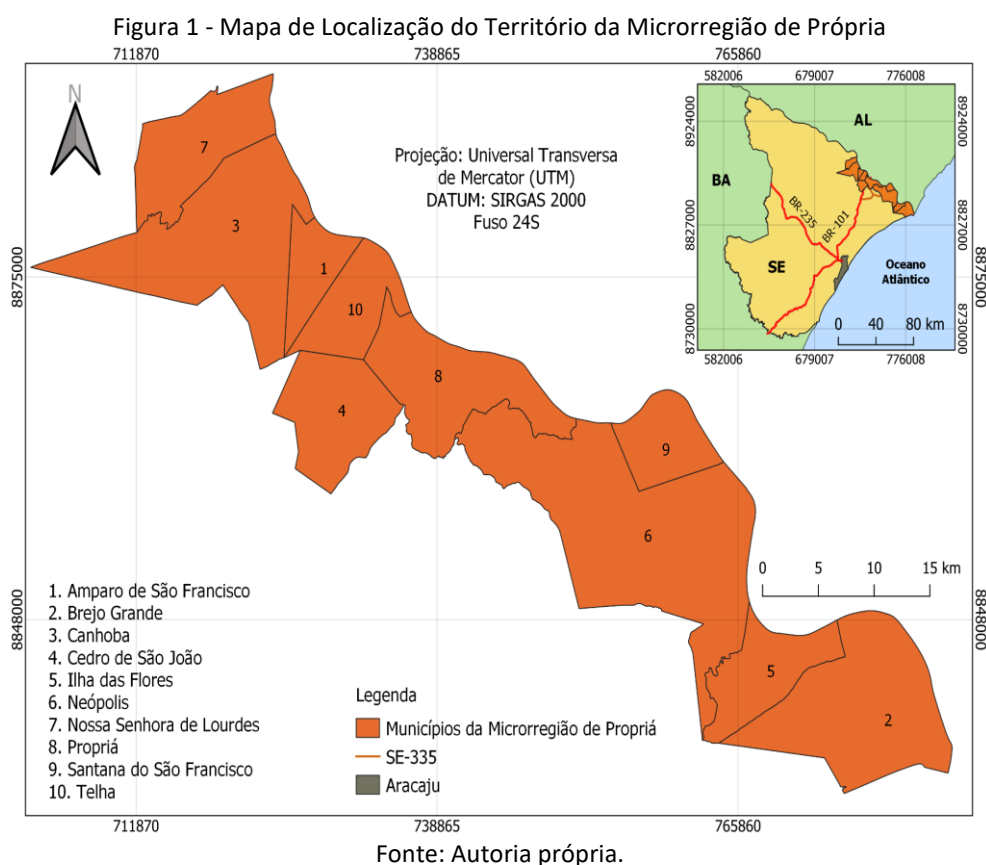 Figura 1 - Mapa de Localização do Território da Microrregião de Própria
711870
738865
765860
N
Projeção: Universal Transversa
de Mercator (UTM)
DATUM: SIRGAS 2000
Fuso 24S
582006
679007
776008
8924000
8924000
8827000
8827000
8730000
8730000
AL
BA
SE
BR-235
BR-101
Oceano
Atlântico
0 40 80 km
582006
679007
776008
8875000
8875000
7
3
1
10
8
4
9
6
5
2
0 5 10 15 km
8848000
8848000
1. Amparo de São Francisco
2. Brejo Grande
3. Canhoba
4. Cedro de São João
5. Ilha das Flores
6. Neópolis
7. Nossa Senhora de Lourdes
8. Propriá
9. Santana do São Francisco
10. Telha
Legenda
Municípios da Microrregião de Propriá
SE-335
Aracaju
711870
738865
765860
Fonte: Autoria própria.